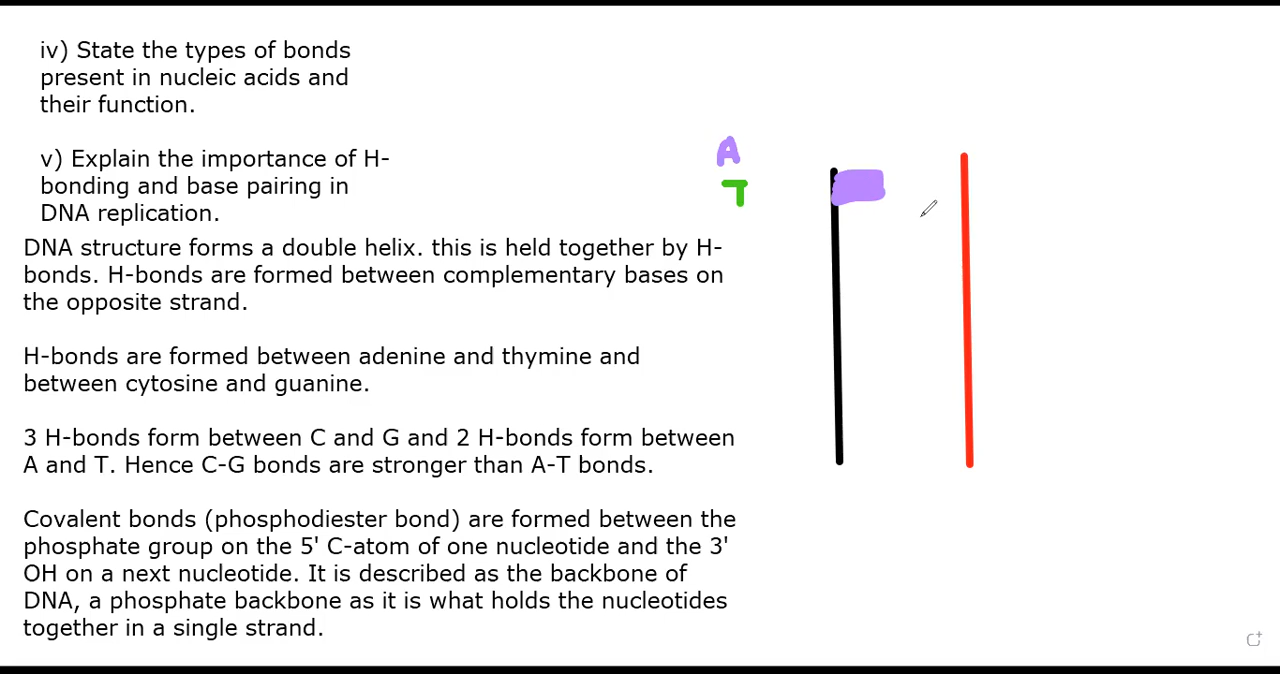 iv) State the types of bonds
present in nucleic acids and
their function.
v) Explain the importance of H-
bonding and base pairing in
DNA replication.
DNA structure forms a double helix. this is held together by H-
bonds. H-bonds are formed between complementary bases on
the opposite strand.
H-bonds are formed between adenine and thymine and
between cytosine and guanine.
3 H-bonds form between C and G and 2 H-bonds form between
A and T. Hence C-G bonds are stronger than A-T bonds.
Covalent bonds (phosphodiester bond) are formed between the
phosphate group on the 5' C-atom of one nucleotide and the 3'
OH on a next nucleotide. It is described as the backbone of
DNA, a phosphate backbone as it is what holds the nucleotides
together in a single strand.
A
T